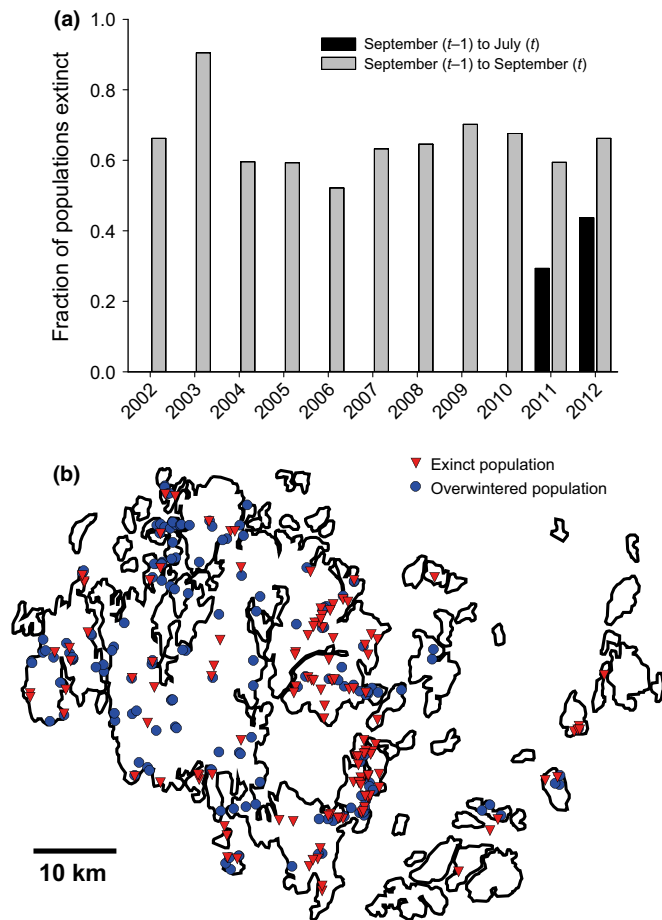 (a)
September (t–1) to July (t)
September (t–1) to September (t)
Fraction of populations extinct
1.0
0.8
0.6
0.4
0.2
0.0
2002
2003
2004
2005
2006
2007
2008
2009
2010
2011
2012
(b)
Exinct population
Overwintered population
10 km